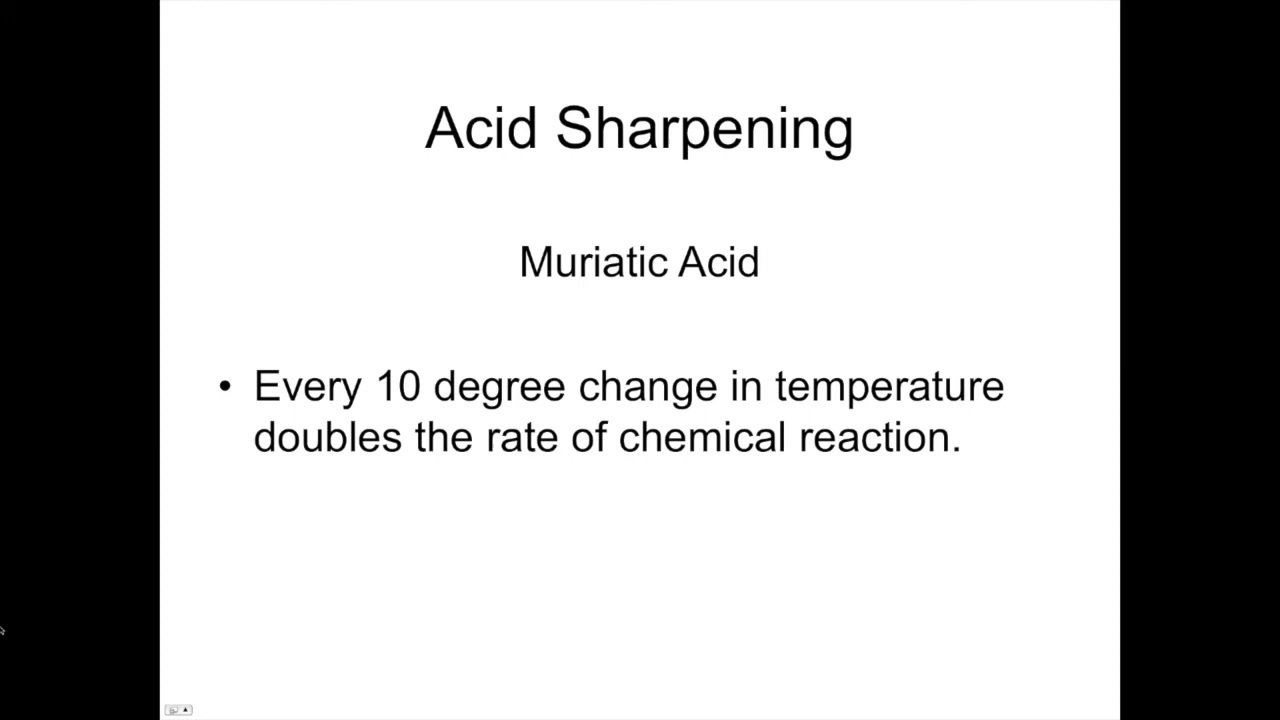 Acid Sharpening
Muriatic Acid
• Every 10 degree change in temperature
doubles the rate of chemical reaction.